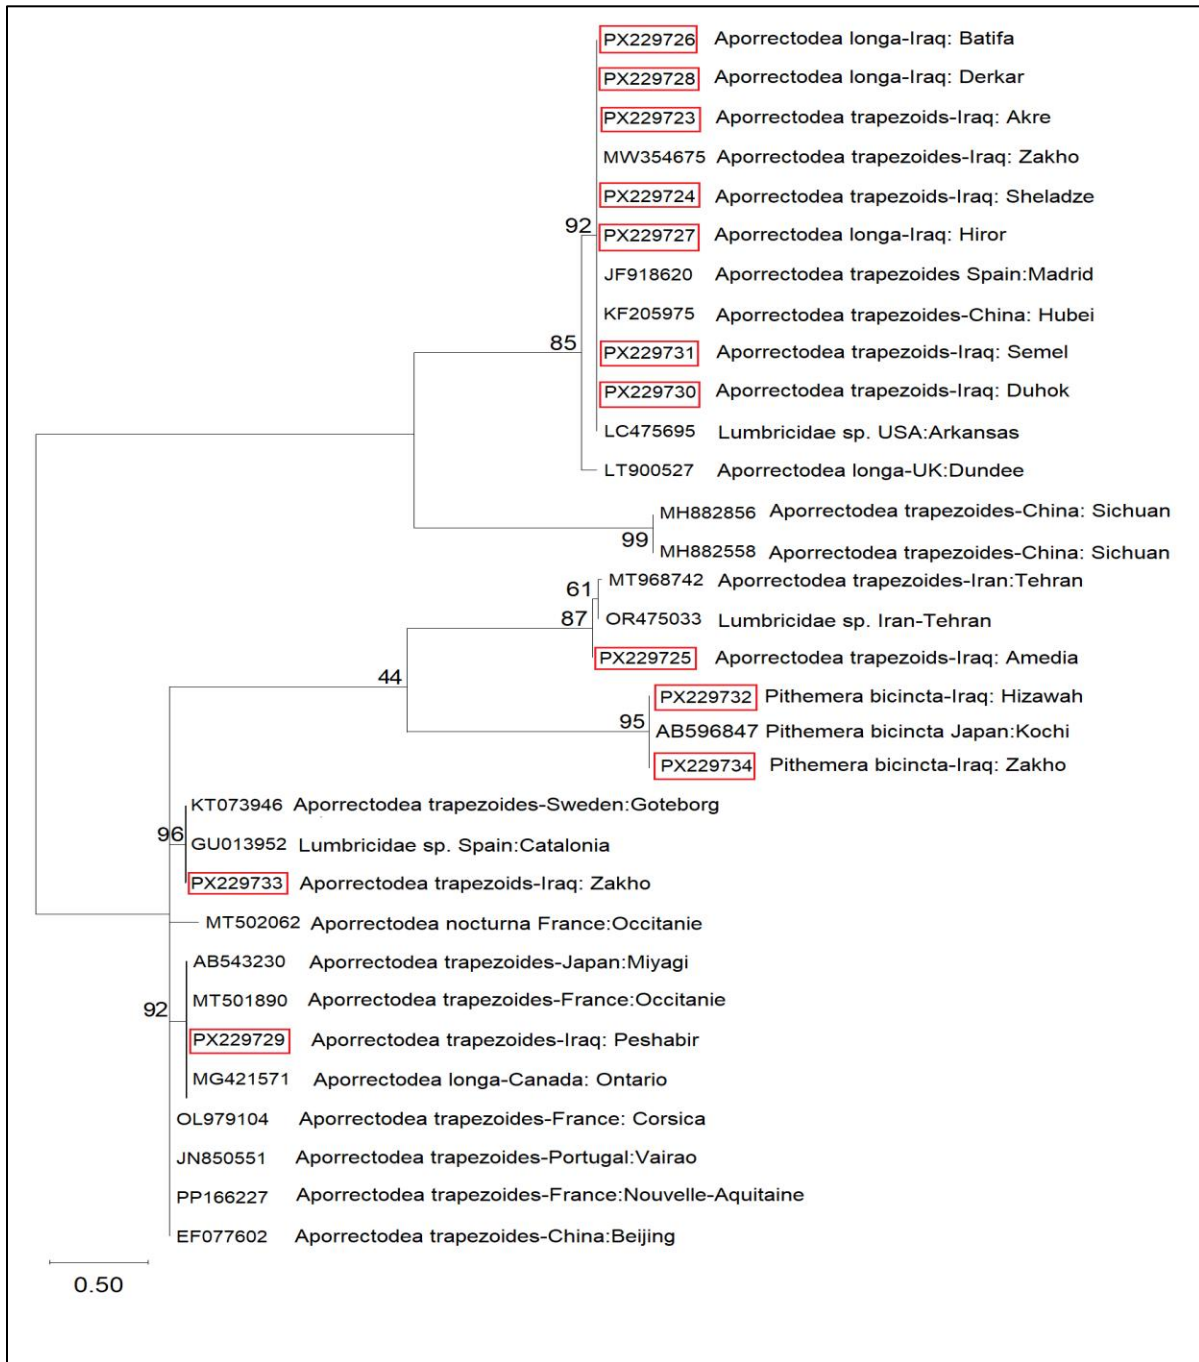 PX229726 Aporrectodea longa-Iraq: Batifa
PX229728 Aporrectodea longa-Iraq: Derkar
PX229723 Aporrectodea trapezoids-Iraq: Akre
MW354675 Aporrectodea trapezoides-Iraq: Zakho
PX229724 Aporrectodea trapezoids-Iraq: Sheladze
92 PX229727 Aporrectodea longa-Iraq: Hiror
JF918620 Aporrectodea trapezoides Spain:Madrid
KF205975 Aporrectodea trapezoides-China: Hubei
85 PX229731 Aporrectodea trapezoids-Iraq: Semel
PX229730 Aporrectodea trapezoids-Iraq: Duhok
LC475695 Lumbricidae sp. USA:Arkansas
LT900527 Aporrectodea longa-UK:Dundee
MH882856 Aporrectodea trapezoides-China: Sichuan
99 MH882558 Aporrectodea trapezoides-China: Sichuan
61 MT968742 Aporrectodea trapezoides-Iran:Tehran
87 OR475033 Lumbricidae sp. Iran-Tehran
PX229725 Aporrectodea trapezoids-Iraq: Amedia
44 PX229732 Pithemera bicincta-Iraq: Hizawah
95 AB596847 Pithemera bicincta Japan:Kochi
PX229734 Pithemera bicincta-Iraq: Zakho
KT073946 Aporrectodea trapezoides-Sweden:Goteborg
96 GU013952 Lumbricidae sp. Spain:Catalonia
PX229733 Aporrectodea trapezoids-Iraq: Zakho
MT502062 Aporrectodea nocturna France:Occitanie
AB543230 Aporrectodea trapezoides-Japan:Miyagi
92 MT501890 Aporrectodea trapezoides-France:Occitanie
PX229729 Aporrectodea trapezoides-Iraq: Peshabir
MG421571 Aporrectodea longa-Canada: Ontario
OL979104 Aporrectodea trapezoides-France: Corsica
JN850551 Aporrectodea trapezoides-Portugal:Vairao
PP166227 Aporrectodea trapezoides-France:Nouvelle-Aquitaine
EF077602 Aporrectodea trapezoides-China:Beijing
0.50